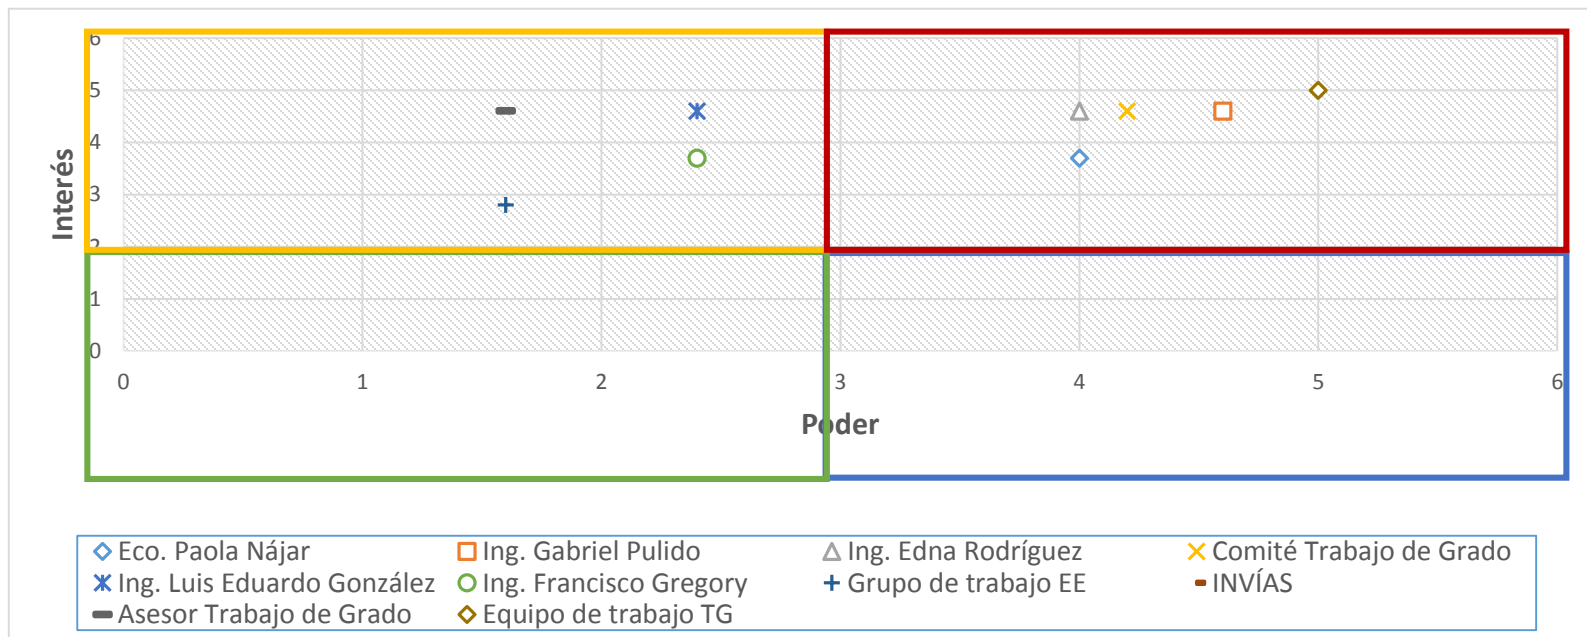 6
5
4
3
2
1
0
Interés
0 1 2 3 4 5 6
Poder
Eco. Paola Nájar Ing. Gabriel Pulido Ing. Edna Rodríguez Comité Trabajo de Grado
Ing. Luis Eduardo González Ing. Francisco Gregory Grupo de trabajo EE INVÍAS
Asesor Trabajo de Grado Equipo de trabajo TG